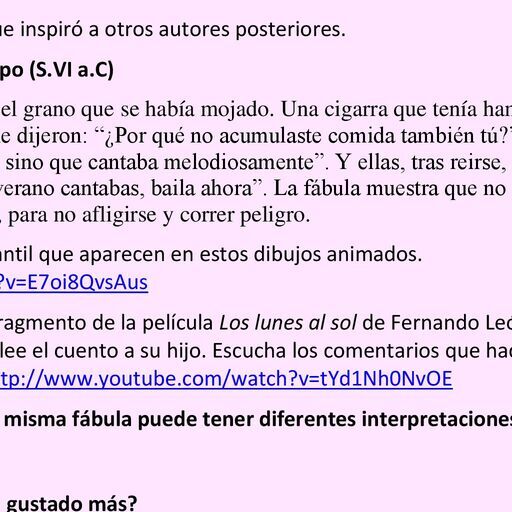 ue inspiró a otros autores posteriores.
po (S.VI a.C)
el grano que se había mojado. Una cigarra que tenía han
e dijeron: “¿Por qué no acumulaste comida también tú?”
sino que cantaba melodiosamente”. Y ellas, tras reirse,
verano cantabas, baila ahora”. La fábula muestra que no
, para no afligirse y correr peligro.
antil que aparecen en estos dibujos animados.
?v=E7oi8QvsAus
ragmento de la película Los lunes al sol de Fernando Leó
lee el cuento a su hijo. Escucha los comentarios que hac
ttp://www.youtube.com/watch?v=tYd1Nh0NvOE
misma fábula puede tener diferentes interpretaciones
gustado más?